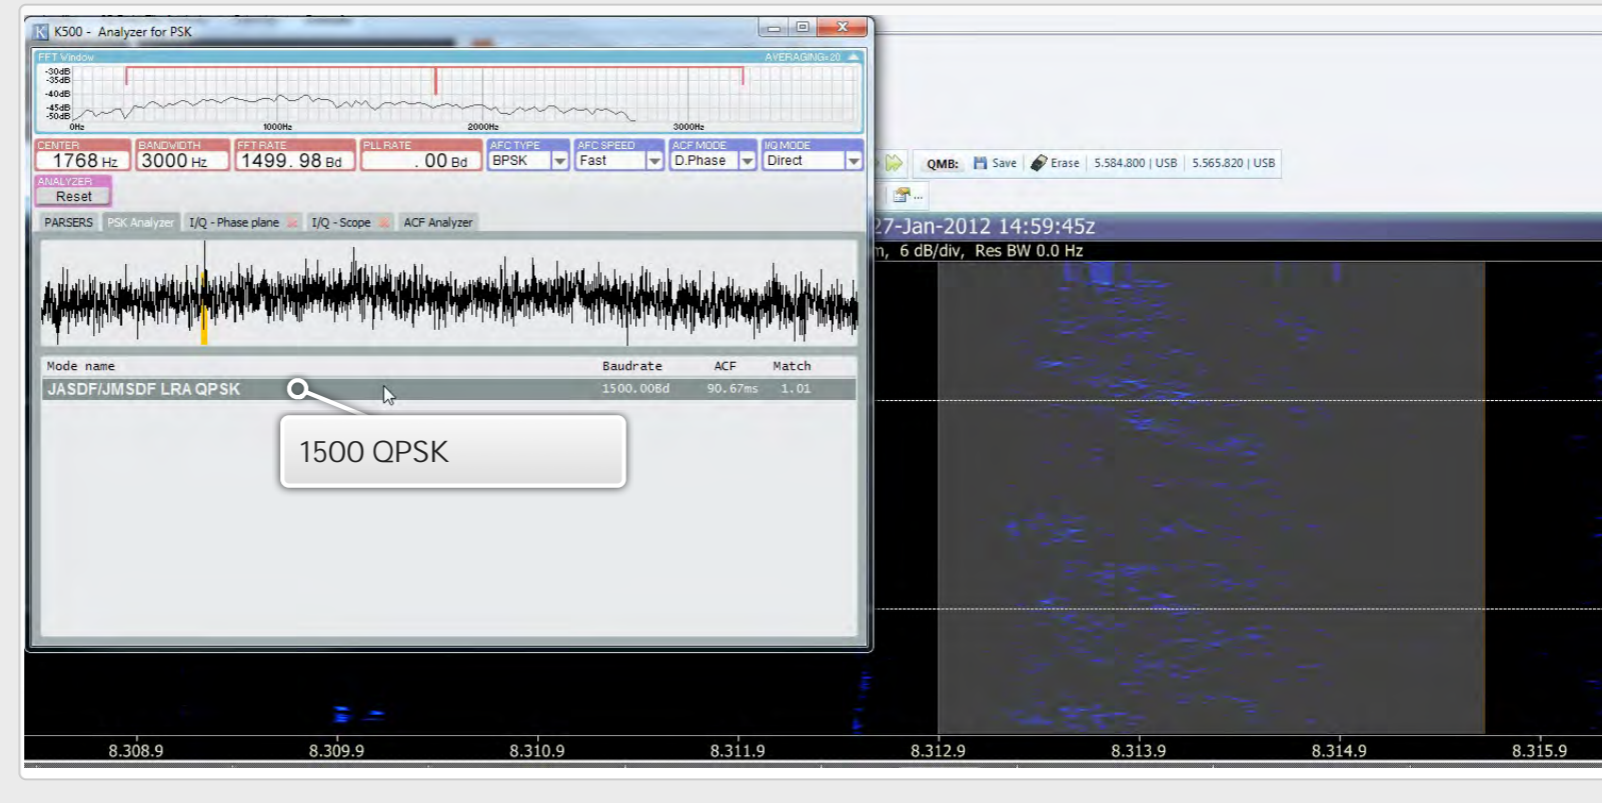 K500 - Analyzer for PSK
FFT Window
AVERAGING=20
-30dB
-35dB
-40dB
-45dB
-50dB
0Hz 1000Hz 2000Hz 3000Hz
CENTER BANDWIDTH FFT RATE PLL RATE AFC TYPE AFC SPEED ACF MODE I/Q MODE
1768 Hz 3000 Hz 1499. 98 Bd . 00 Bd BPSK Fast D.Phase Direct
ANALYZER
Reset
PARSERS PSK Analyzer I/Q - Phase plane I/Q - Scope ACF Analyzer
QMB: Save Erase 5.584.800 | USB 5.565.820 | USB
...
27-Jan-2012 14:59:45z
m, 6 dB/div, Res BW 0.0 Hz
Mode name Baudrate ACF Match
JASDF/JMSDF LRA QPSK 1500.00Bd 90.67ms 1.01
1500 QPSK
8.308.9 8.309.9 8.310.9 8.311.9 8.312.9 8.313.9 8.314.9 8.315.9